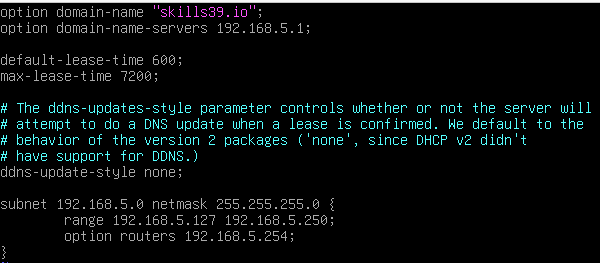 option domain-name "skills39.io";
option domain-name-servers 192.168.5.1;
default-lease-time 600;
max-lease-time 7200;
# The ddns-updates-style parameter controls whether or not the server will
# attempt to do a DNS update when a lease is confirmed. We default to the
# behavior of the version 2 packages ('none', since DHCP v2 didn't
# have support for DDNS.)
ddns-update-style none;
subnet 192.168.5.0 netmask 255.255.255.0 {
range 192.168.5.127 192.168.5.250;
option routers 192.168.5.254;
}